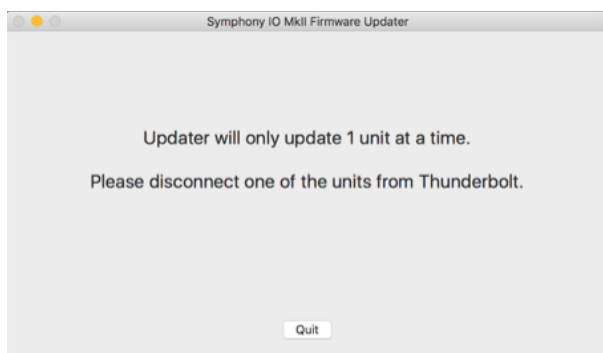 Symphony IO MkII Firmware Updater
Updater will only update 1 unit at a time.
Please disconnect one of the units from Thunderbolt.
Quit